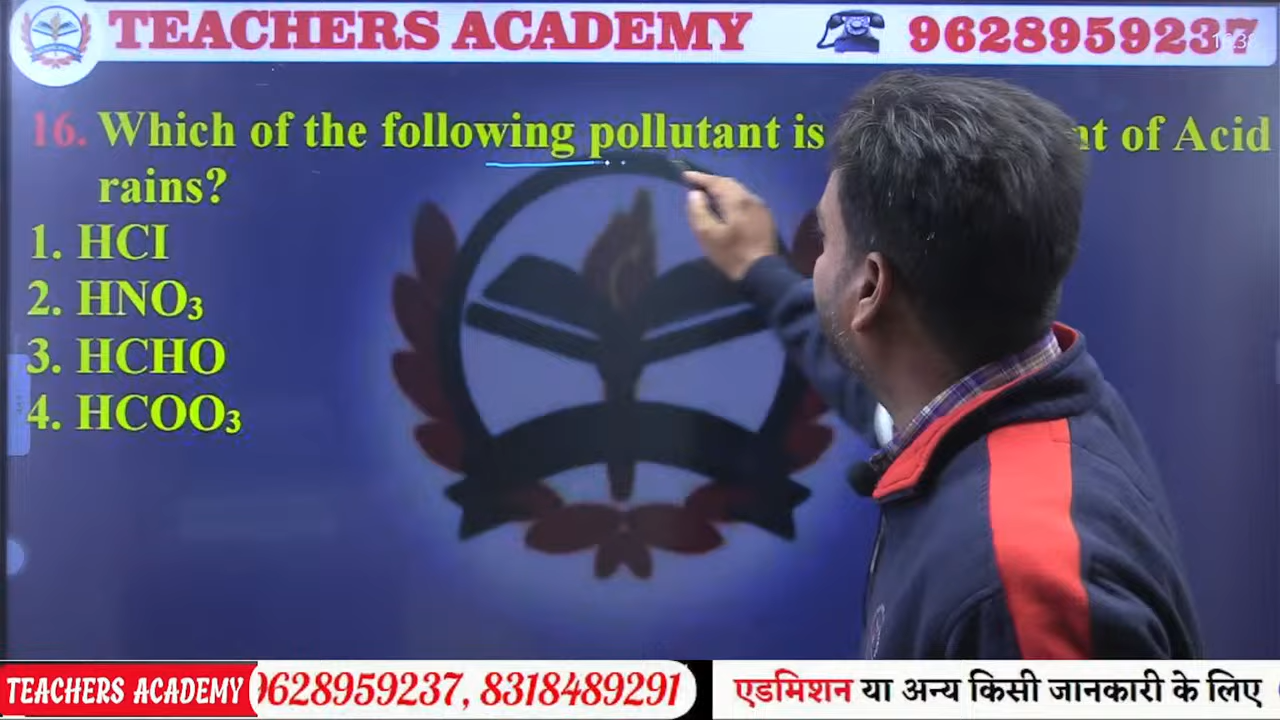 TEACHERS ACADEMY 9628959237
16. Which of the following pollutant is nt of Acid
rains?
1. HCI
2. HNO₃
3. HCHO
4. HCOO₃
TEACHERS ACADEMY 9628959237, 8318489291 एडमिशन या अन्य किसी जानकारी के लिए